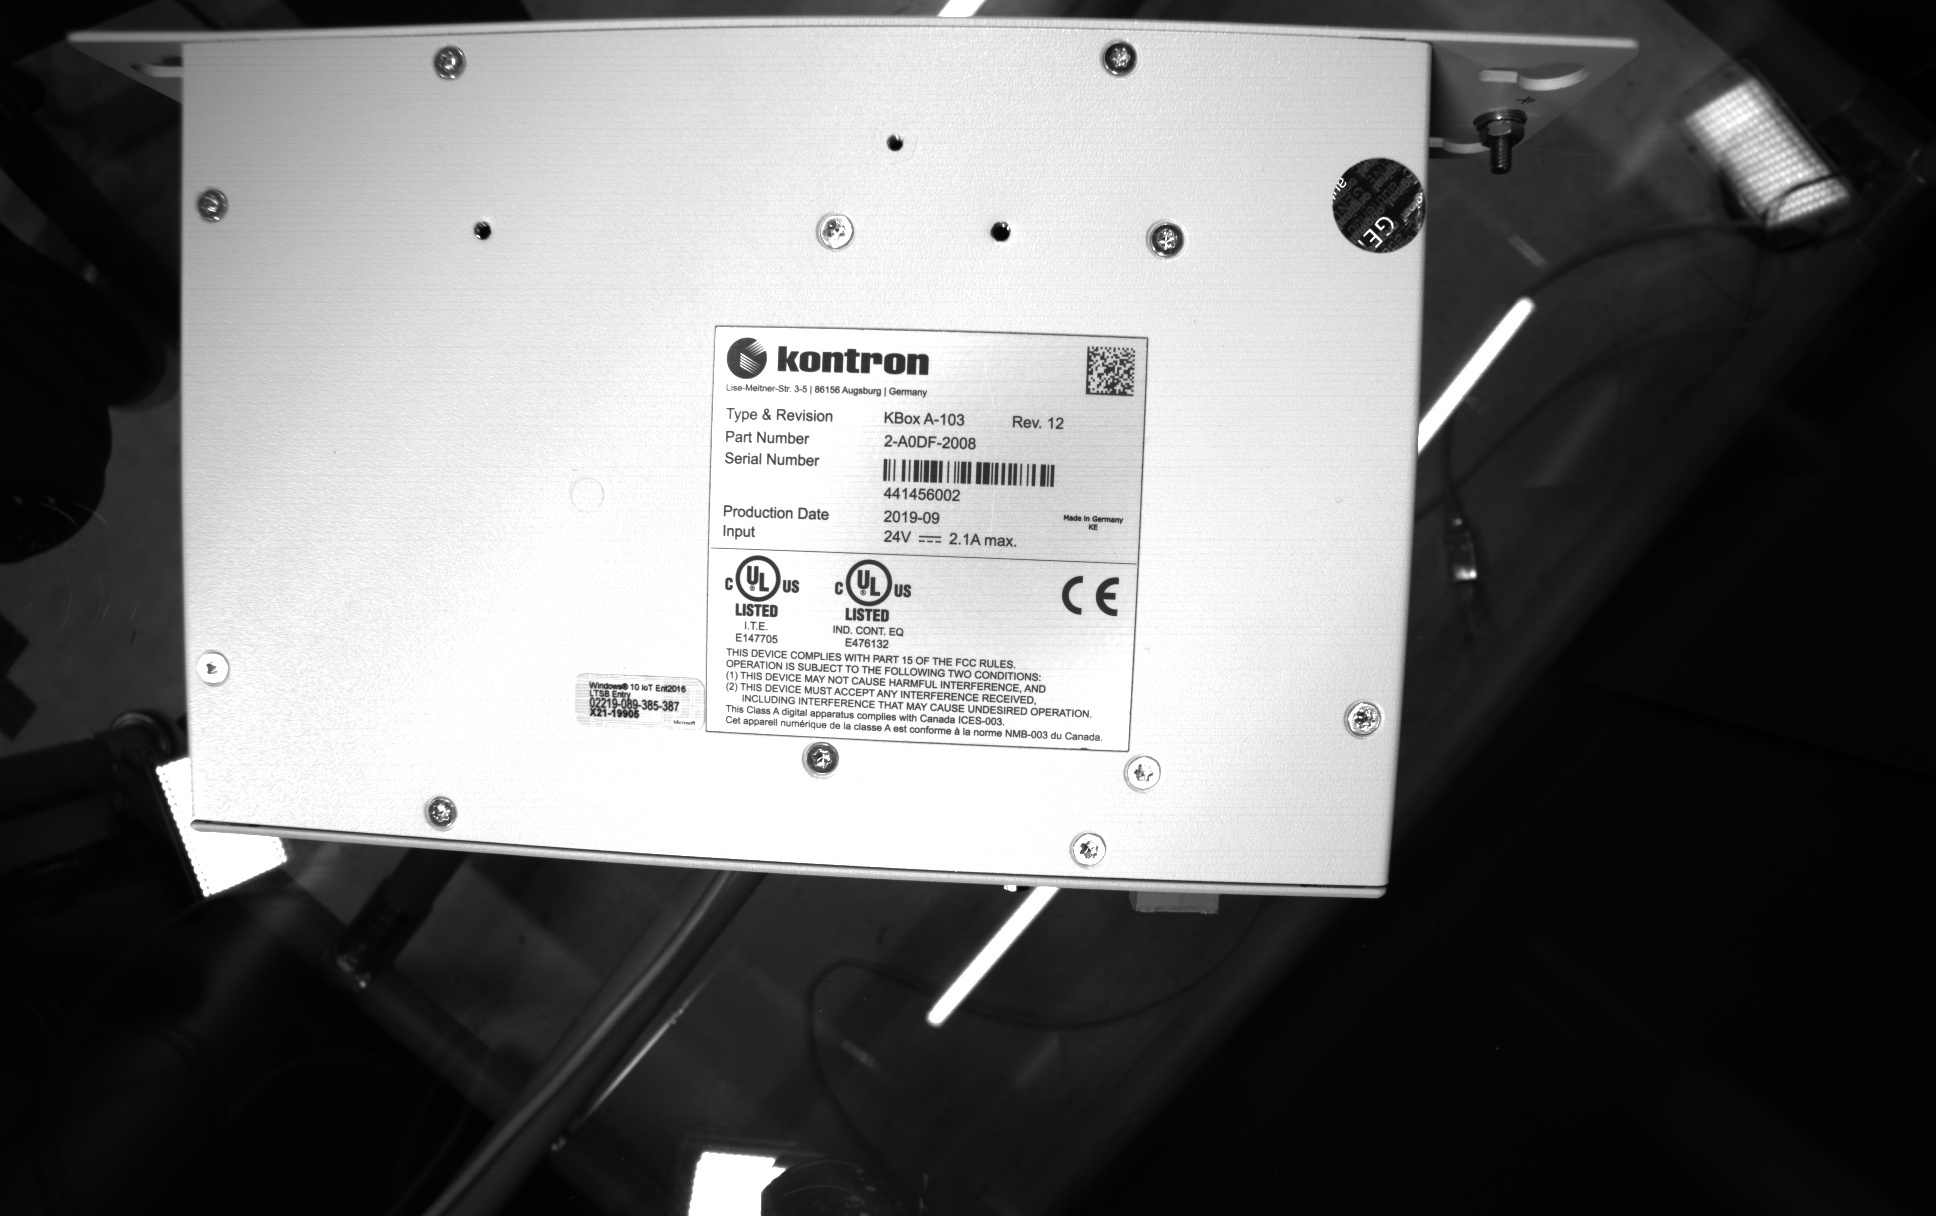 GE
kontron
Lise-Meitner-Str. 3-5 | 86156 Augsburg | Germany
Type & Revision KBox A-103 Rev. 12
Part Number 2-A0DF-2008
Serial Number
441456002
Production Date 2019-09
Made in Germany
KE
Input 24V 2.1A max.
C UL ® US
LISTED
I.T.E.
E147705
C UL ® US
LISTED
IND. CONT. EQ
E476132
CE
THIS DEVICE COMPLIES WITH PART 15 OF THE FCC RULES.
OPERATION IS SUBJECT TO THE FOLLOWING TWO CONDITIONS:
(1) THIS DEVICE MAY NOT CAUSE HARMFUL INTERFERENCE, AND
(2) THIS DEVICE MUST ACCEPT ANY INTERFERENCE RECEIVED,
INCLUDING INTERFERENCE THAT MAY CAUSE UNDESIRED OPERATION.
This Class A digital apparatus complies with Canada ICES-003.
Cet appareil numérique de la classe A est conforme à la norme NMB-003 du Canada.
Windows® 10 IoT Ent2016
LTSB Entry
02219-089-385-387
X21-19905
Microsoft